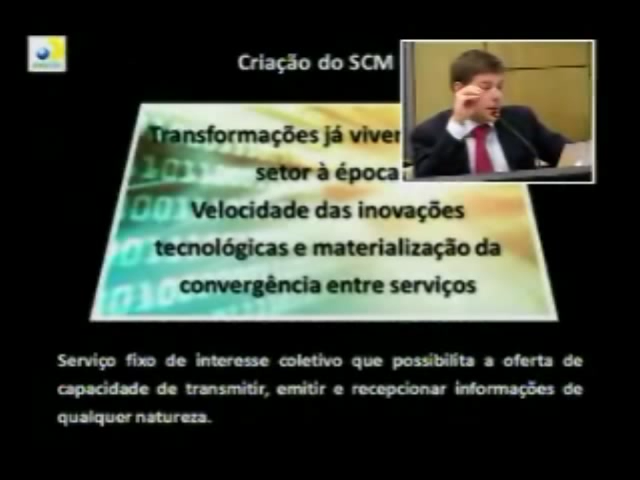 Criação do SCM
Transformações já
setor à época
Velocidade das inovações
tecnológicas e materialização da
convergência entre serviços
Serviço fixo de interesse coletivo que possibilita a oferta de
capacidade de transmitir, emitir e recepcionar informações de
qualquer natureza.